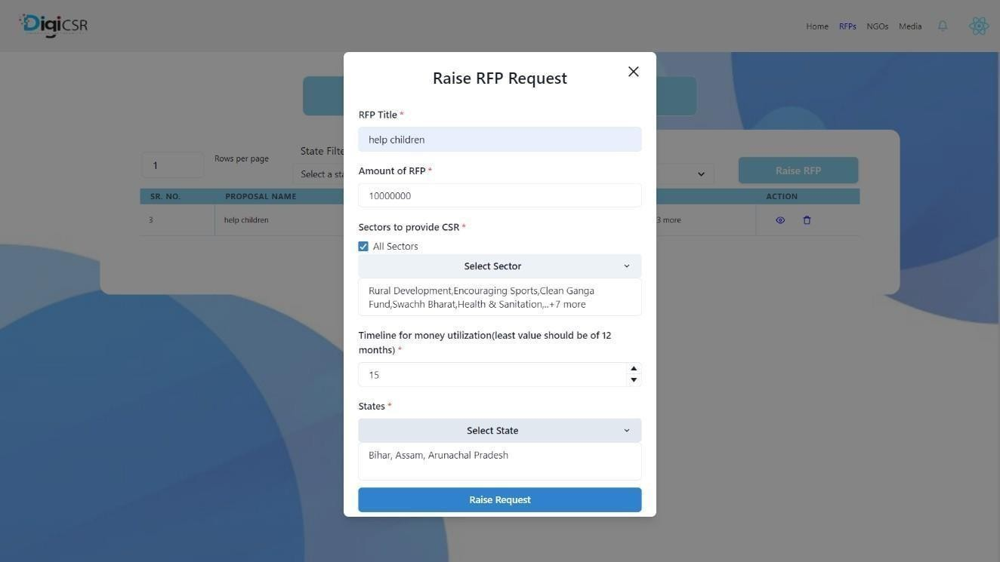 DigiCSR
Home RFPs NGOs Media
Raise RFP Request
RFP Title *
help children
Amount of RFP *
10000000
Sectors to provide CSR *
All Sectors
Select Sector
Rural Development,Encouraging Sports,Clean Ganga
Fund,Swachh Bharat,Health & Sanitation,..+7 more
Timeline for money utilization(least value should be of 12
months) *
15
States *
Select State
Bihar, Assam, Arunachal Pradesh
Raise Request
1 Rows per page
State Filte
Select a sta
Raise RFP
SR. NO. PROPOSAL NAME ACTION
3 help children 3 more